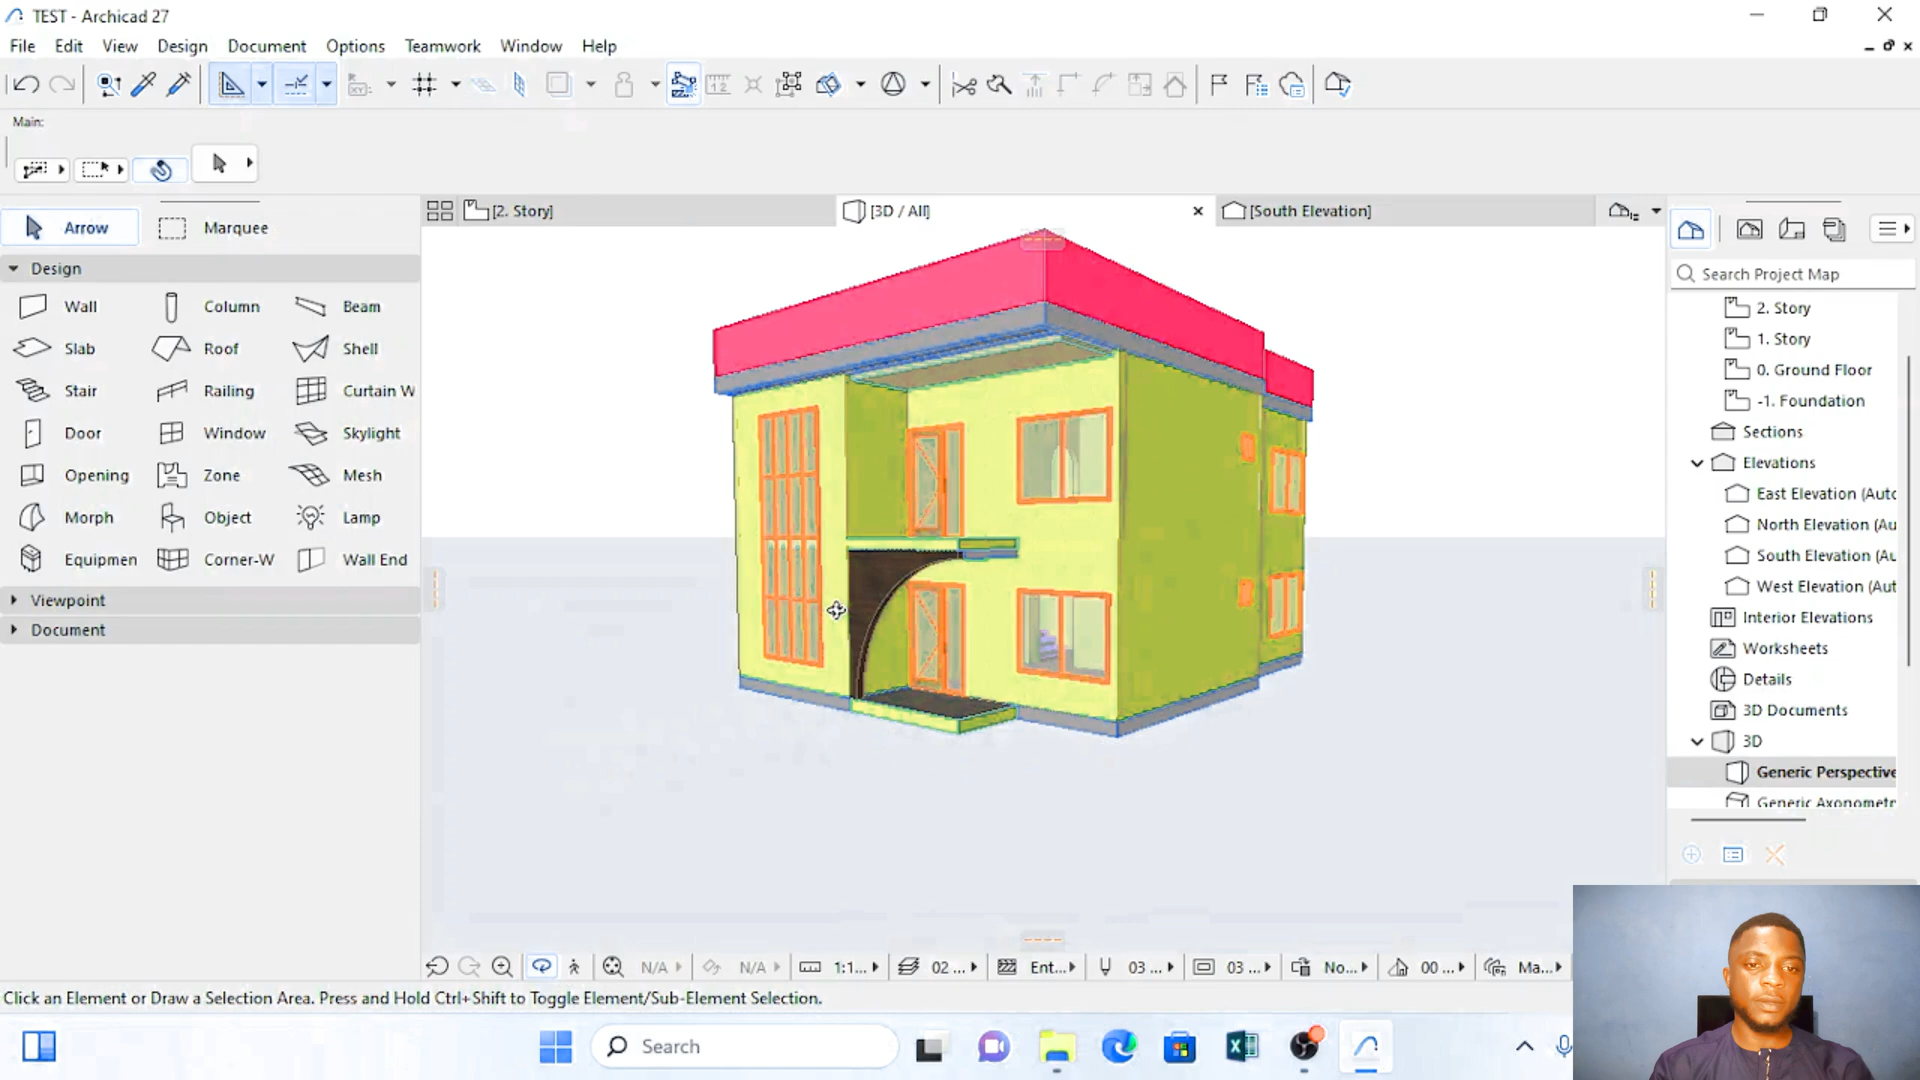 TEST - Archicad 27
File Edit View Design Document Options Teamwork Window Help
Main:
[2. Story]
[3D / All]
[South Elevation]
Arrow
Marquee
Design
Wall
Column
Beam
Slab
Roof
Shell
Stair
Railing
Curtain W
Door
Window
Skylight
Opening
Zone
Mesh
Morph
Object
Lamp
Equipmen
Corner-W
Wall End
Viewpoint
Document
Search Project Map
2. Story
1. Story
0. Ground Floor
-1. Foundation
Sections
Elevations
East Elevation (Autc
North Elevation (Au
South Elevation (Au
West Elevation (Aut
Interior Elevations
Worksheets
Details
3D Documents
3D
Generic Perspective
Generic Axonometr
N/A
N/A
1:1...
02 ...
Ent...
03 ...
03 ...
No...
00 ...
Ma...
Click an Element or Draw a Selection Area. Press and Hold Ctrl+Shift to Toggle Element/Sub-Element Selection.
Search